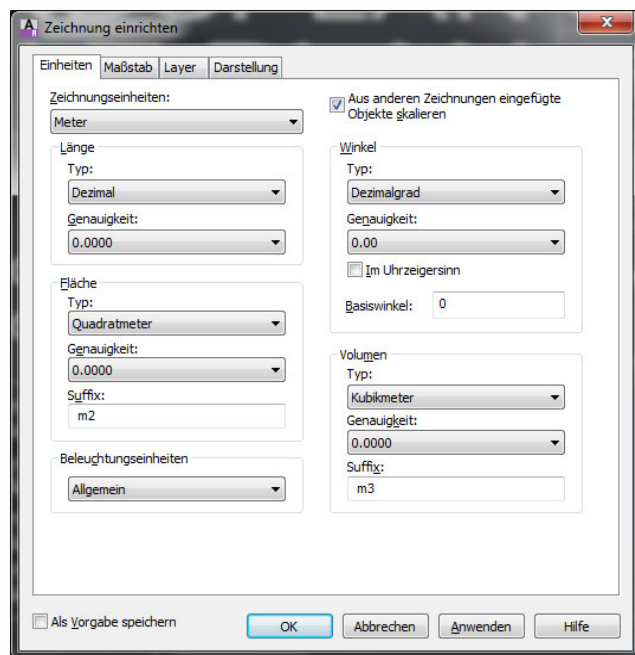 Zeichnung einrichten
Einheiten Maßstab Layer Darstellung
Zeichnungseinheiten:
Meter
Länge
Typ:
Dezimal
Genauigkeit:
0.0000
Fläche
Typ:
Quadratmeter
Genauigkeit:
0.0000
Suffix:
m2
Beleuchtungseinheiten
Allgemein
Aus anderen Zeichnungen eingefügte
Objekte skalieren
Winkel
Typ:
Dezimalgrad
Genauigkeit:
0.00
Im Uhrzeigersinn
Basiswinkel: 0
Volumen
Typ:
Kubikmeter
Genauigkeit:
0.0000
Suffix:
m3
Als Vorgabe speichern OK Abbrechen Anwenden Hilfe